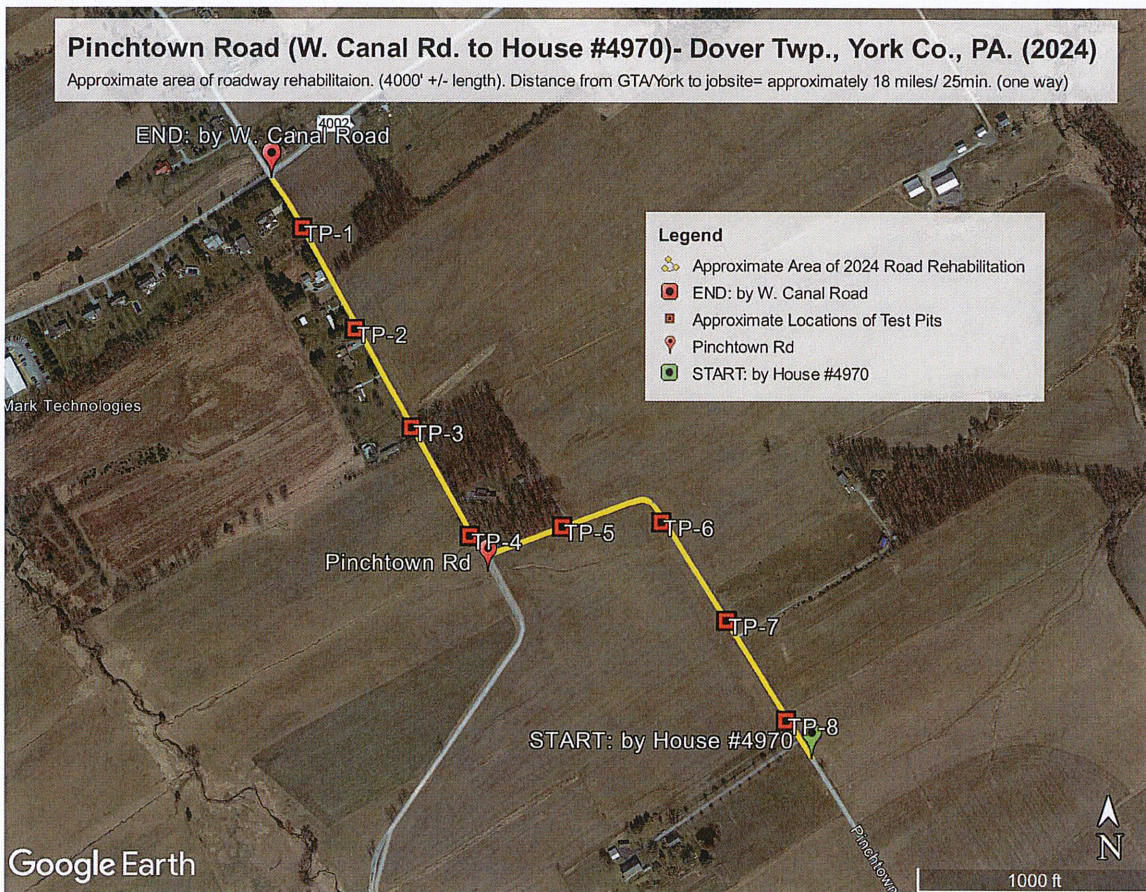 Pinchtown Road (W. Canal Rd. to House #4970)- Dover Twp., York Co., PA. (2024)
Approximate area of roadway rehabilitaion. (4000' +/- length). Distance from GTA/York to jobsite= approximately 18 miles/ 25min. (one way)
4002
END: by W. Canal Road
TP-1
Legend
Approximate Area of 2024 Road Rehabilitation
END: by W. Canal Road
Approximate Locations of Test Pits
Pinchtown Rd
START: by House #4970
TP-2
Mark Technologies
TP-3
TP-4
TP-5
TP-6
Pinchtown Rd
TP-7
TP-8
START: by House #4970
Pinchtown
N
Google Earth
1000 ft